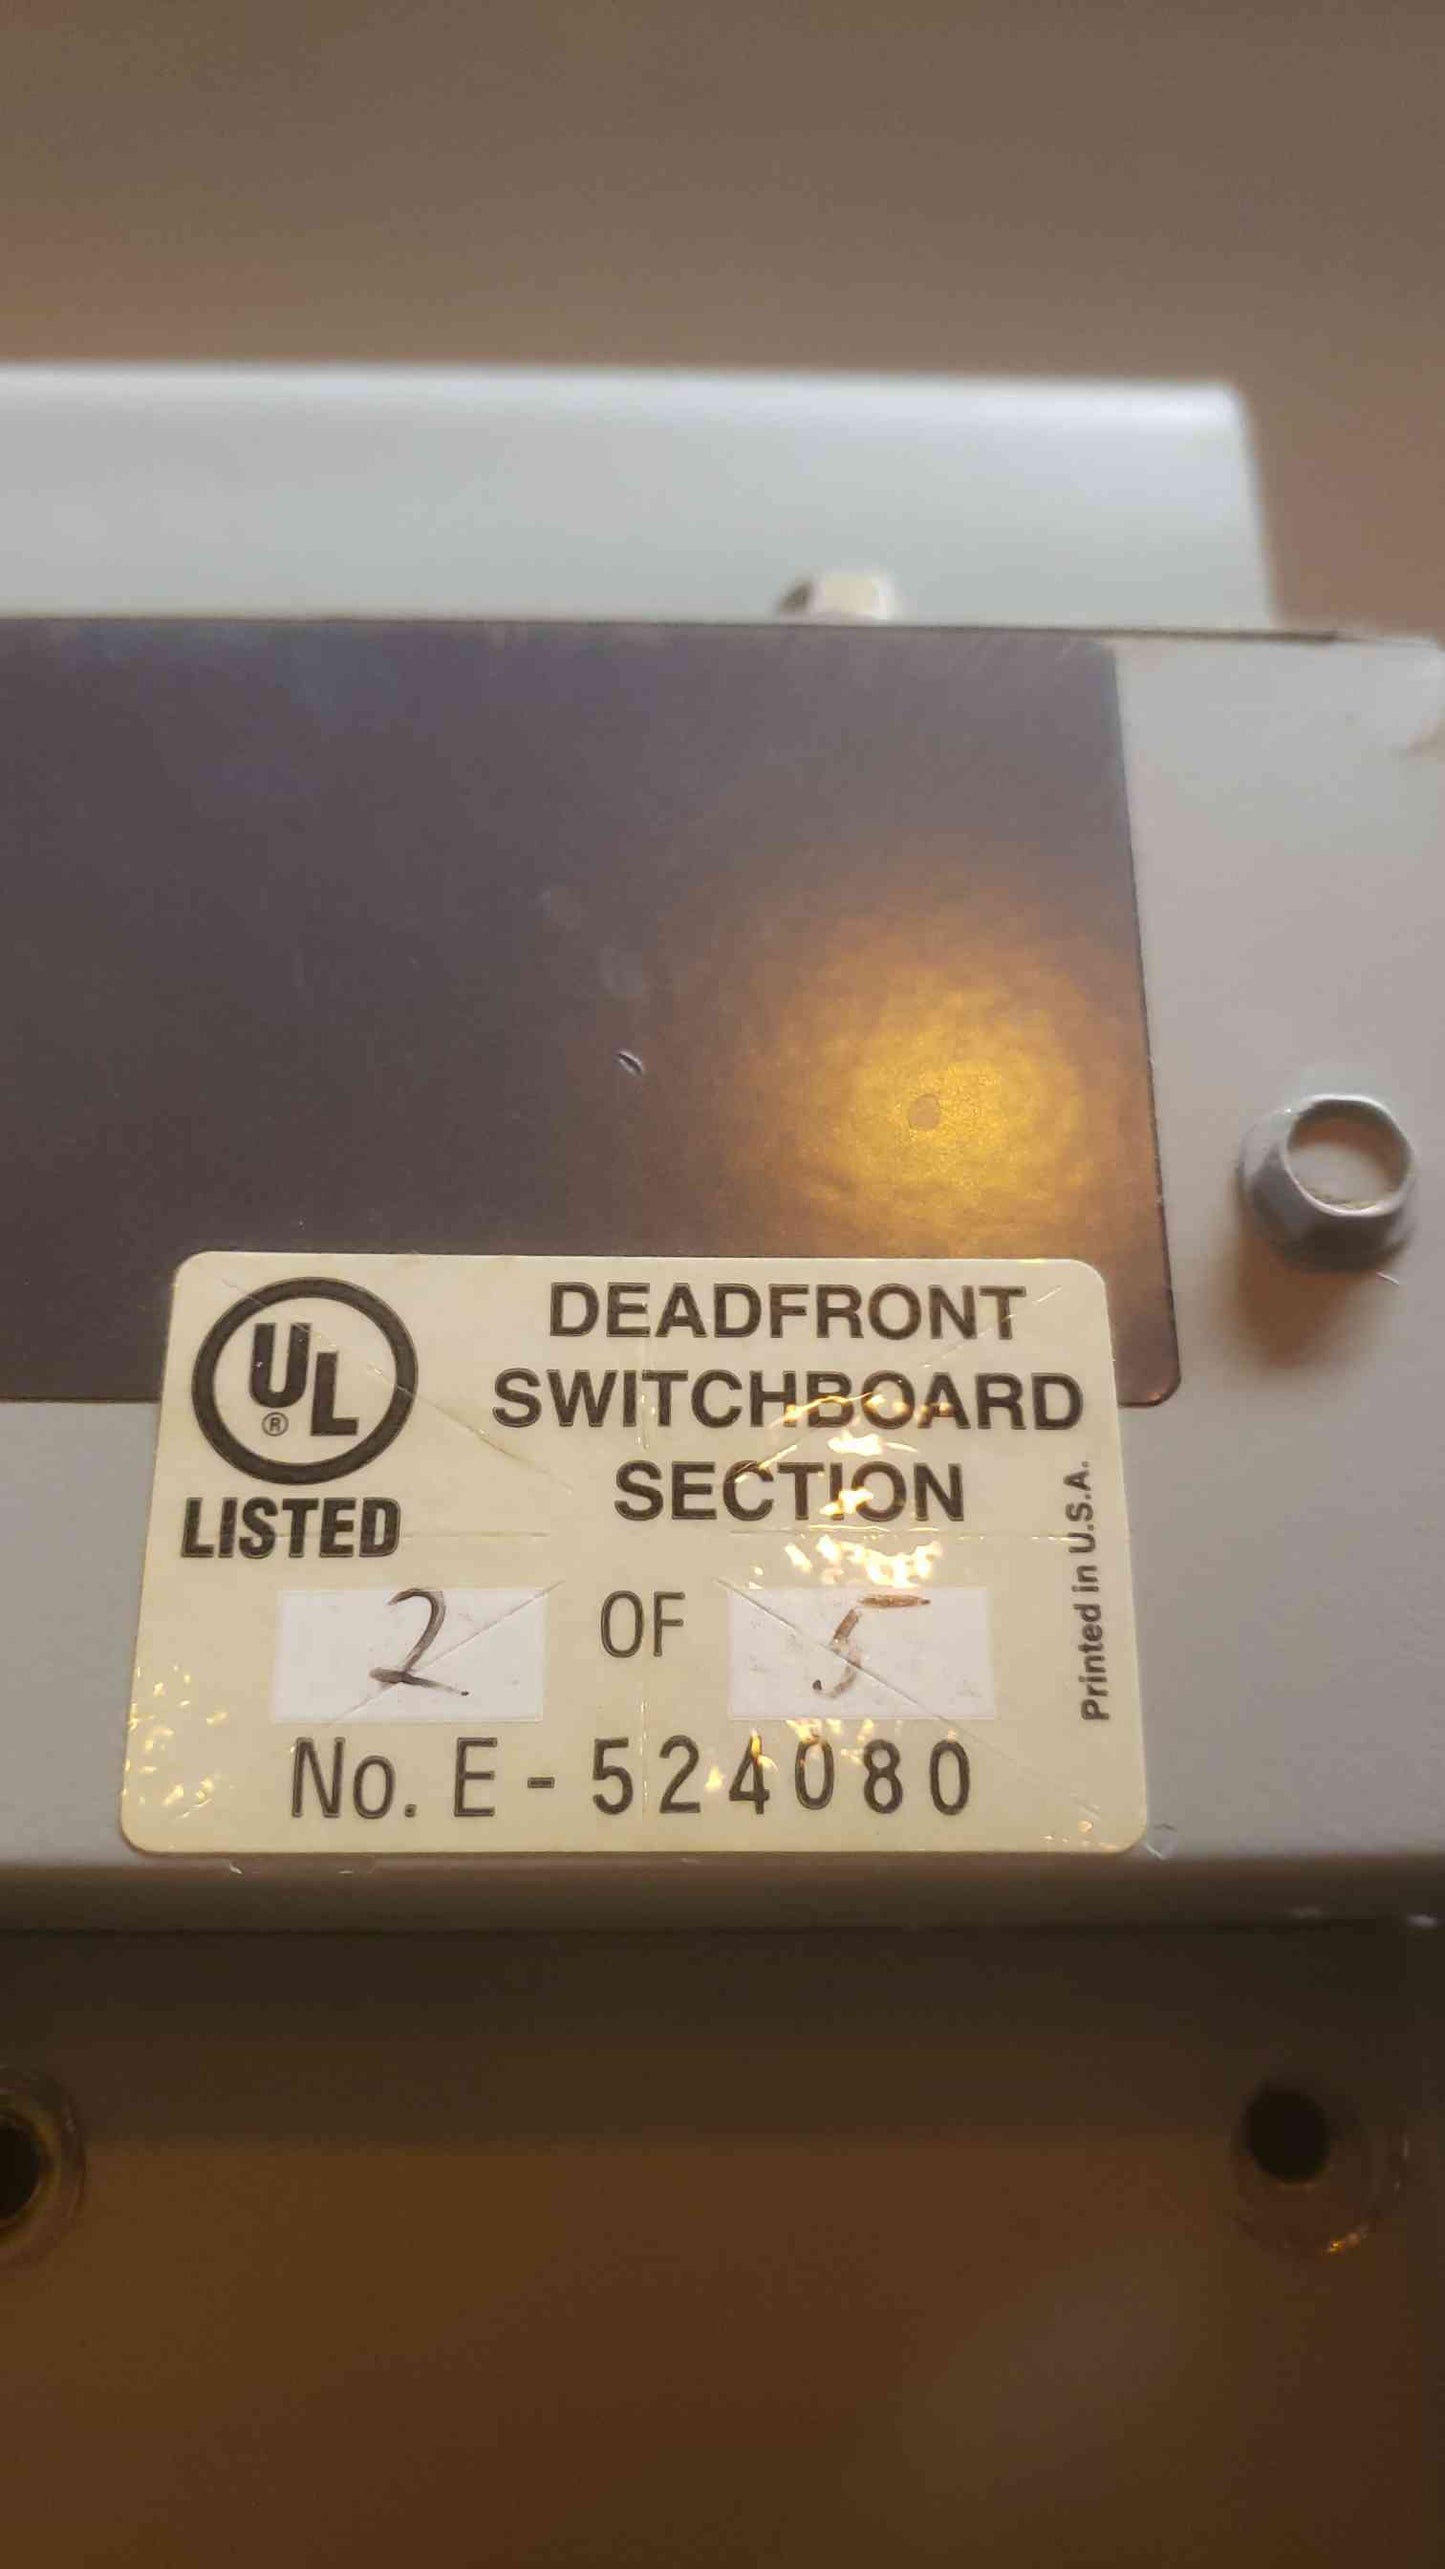 UL
®
LISTED
DEADFRONT
SWITCHBOARD
SECTION
2 OF 5
No. E - 524080
Printed in U.S.A.